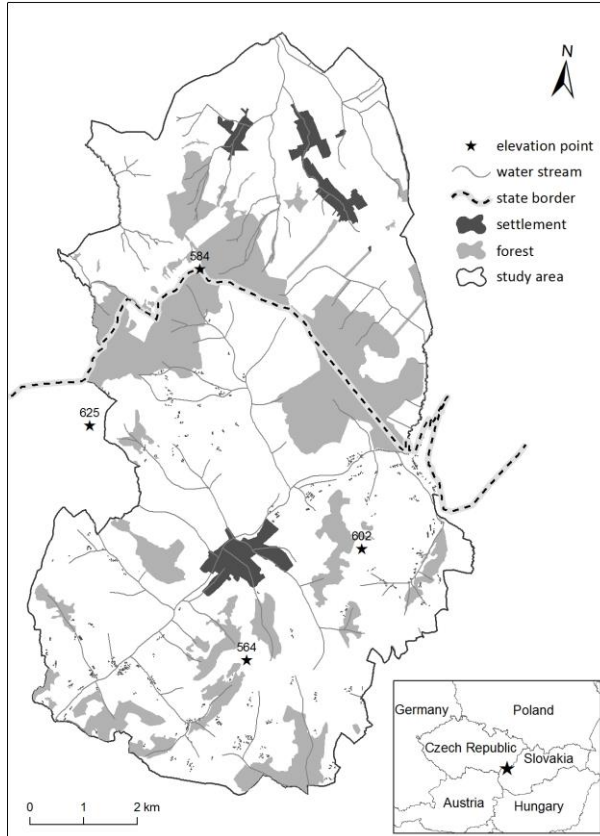 N
elevation point
water stream
state border
settlement
forest
study area
584
625
602
564
0 1 2 km
Germany
Poland
Czech Republic
Slovakia
Austria
Hungary